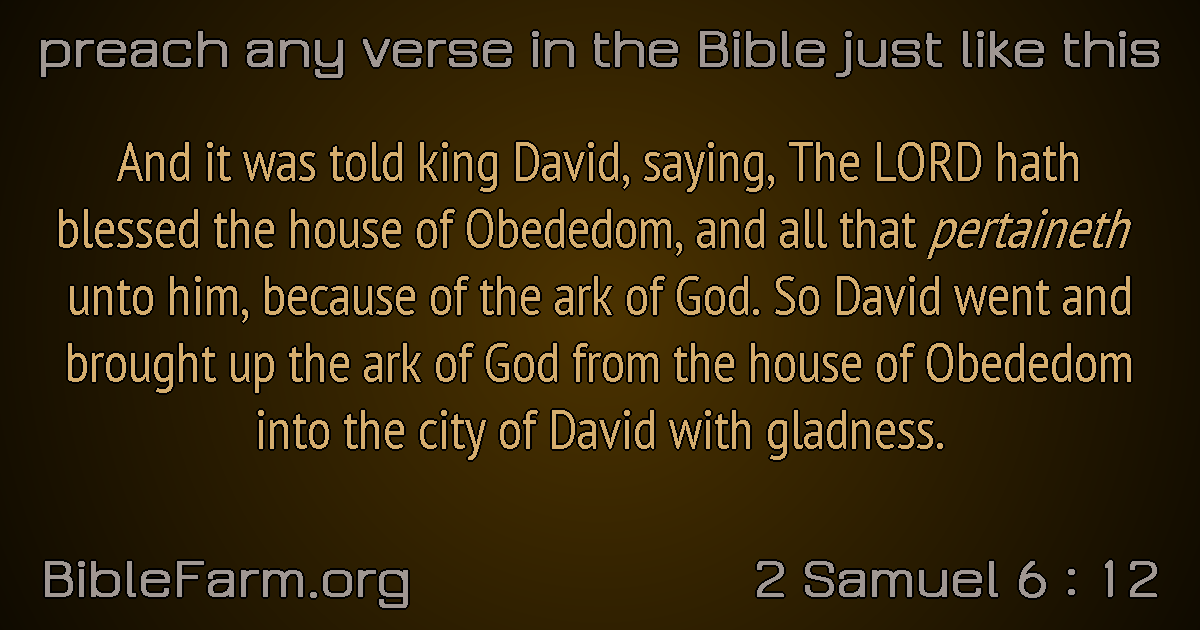 preach any verse in the Bible just like this
And it was told king David, saying, The LORD hath
blessed the house of Obededom, and all that pertaineth
unto him, because of the ark of God. So David went and
brought up the ark of God from the house of Obededom
into the city of David with gladness.
BibleFarm.org
2 Samuel 6 : 12